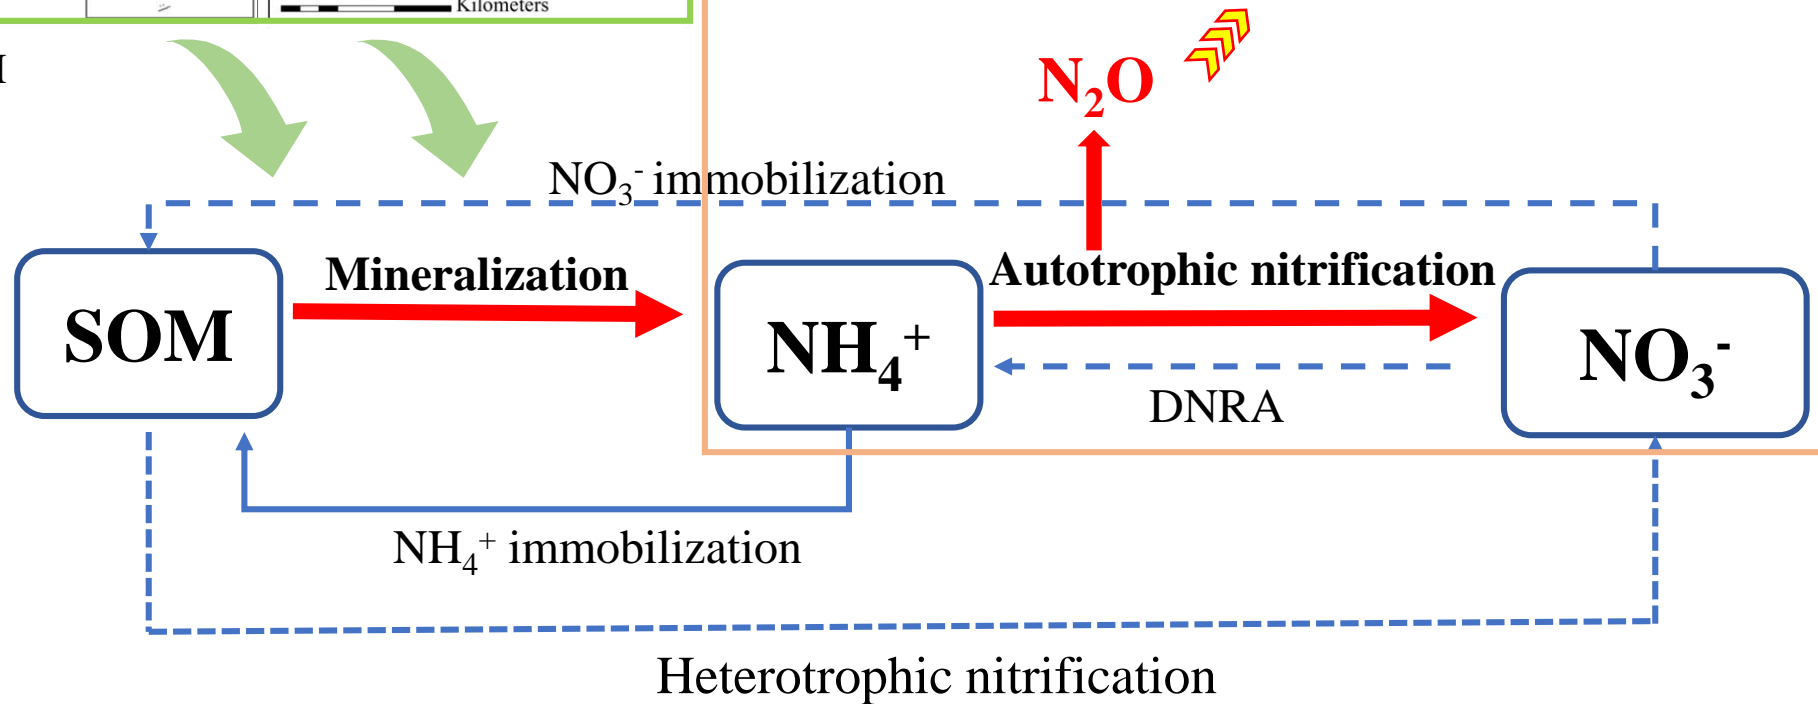 Kilometers
N₂O
NO₃⁻ immobilization
Mineralization
Autotrophic nitrification
SOM
NH₄⁺
NO₃⁻
DNRA
NH₄⁺ immobilization
Heterotrophic nitrification